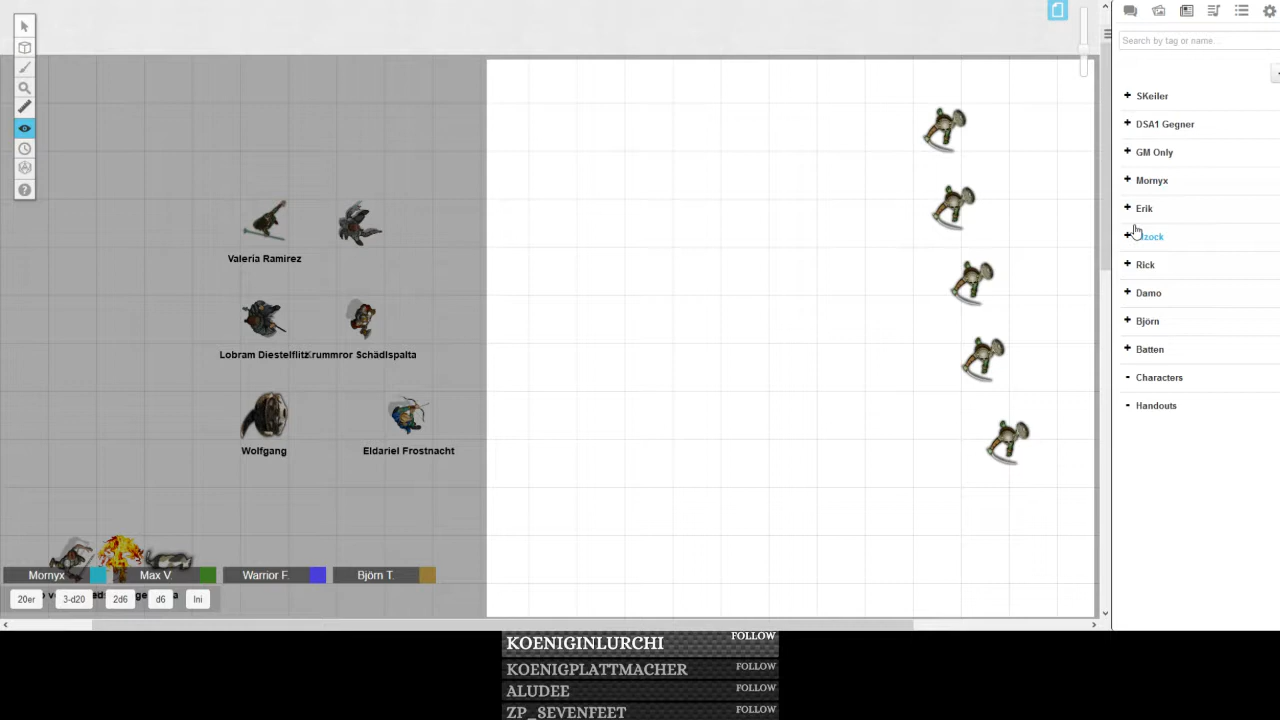 Search by tag or name...
SKeiler
DSA1 Gegner
GM Only
Mornyx
Erik
Rick
Damo
Björn
Batten
Characters
Handouts
Valeria Ramirez
Lobram Diestelflitz
Krummror Schädlspalta
Wolfgang
Eldariel Frostnacht
Mornyx
Max V.
Warrior F.
Björn T.
20er
3-d20
2d6
d6
Ini
KOENIGINLURCHI FOLLOW
KOENIGPLATTMACHER FOLLOW
ALUDEE FOLLOW
ZP_SEVENFEET FOLLOW